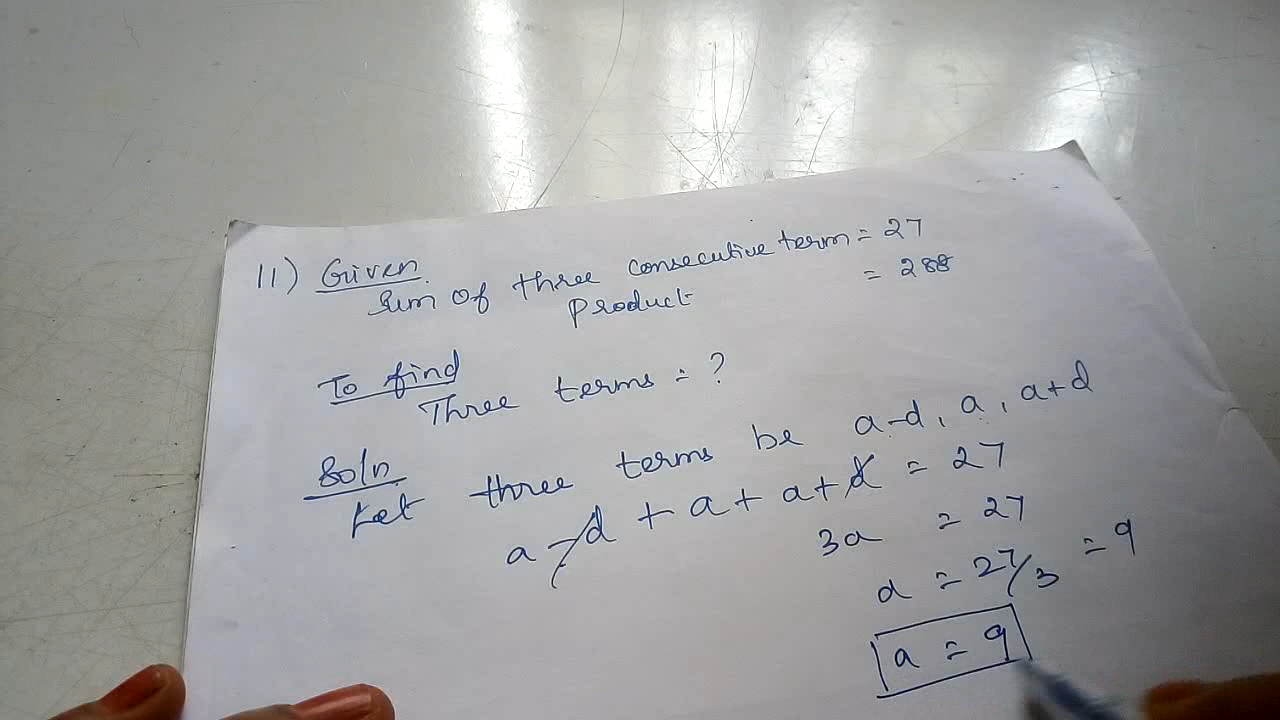 11) Given
Sum of three consecutive term = 27
product = 288
To find
Three terms = ?
Soln
Let three terms be a-d, a, a+d
a-d + a + a+d = 27
3a = 27
a = 27/3 = 9
a = 9